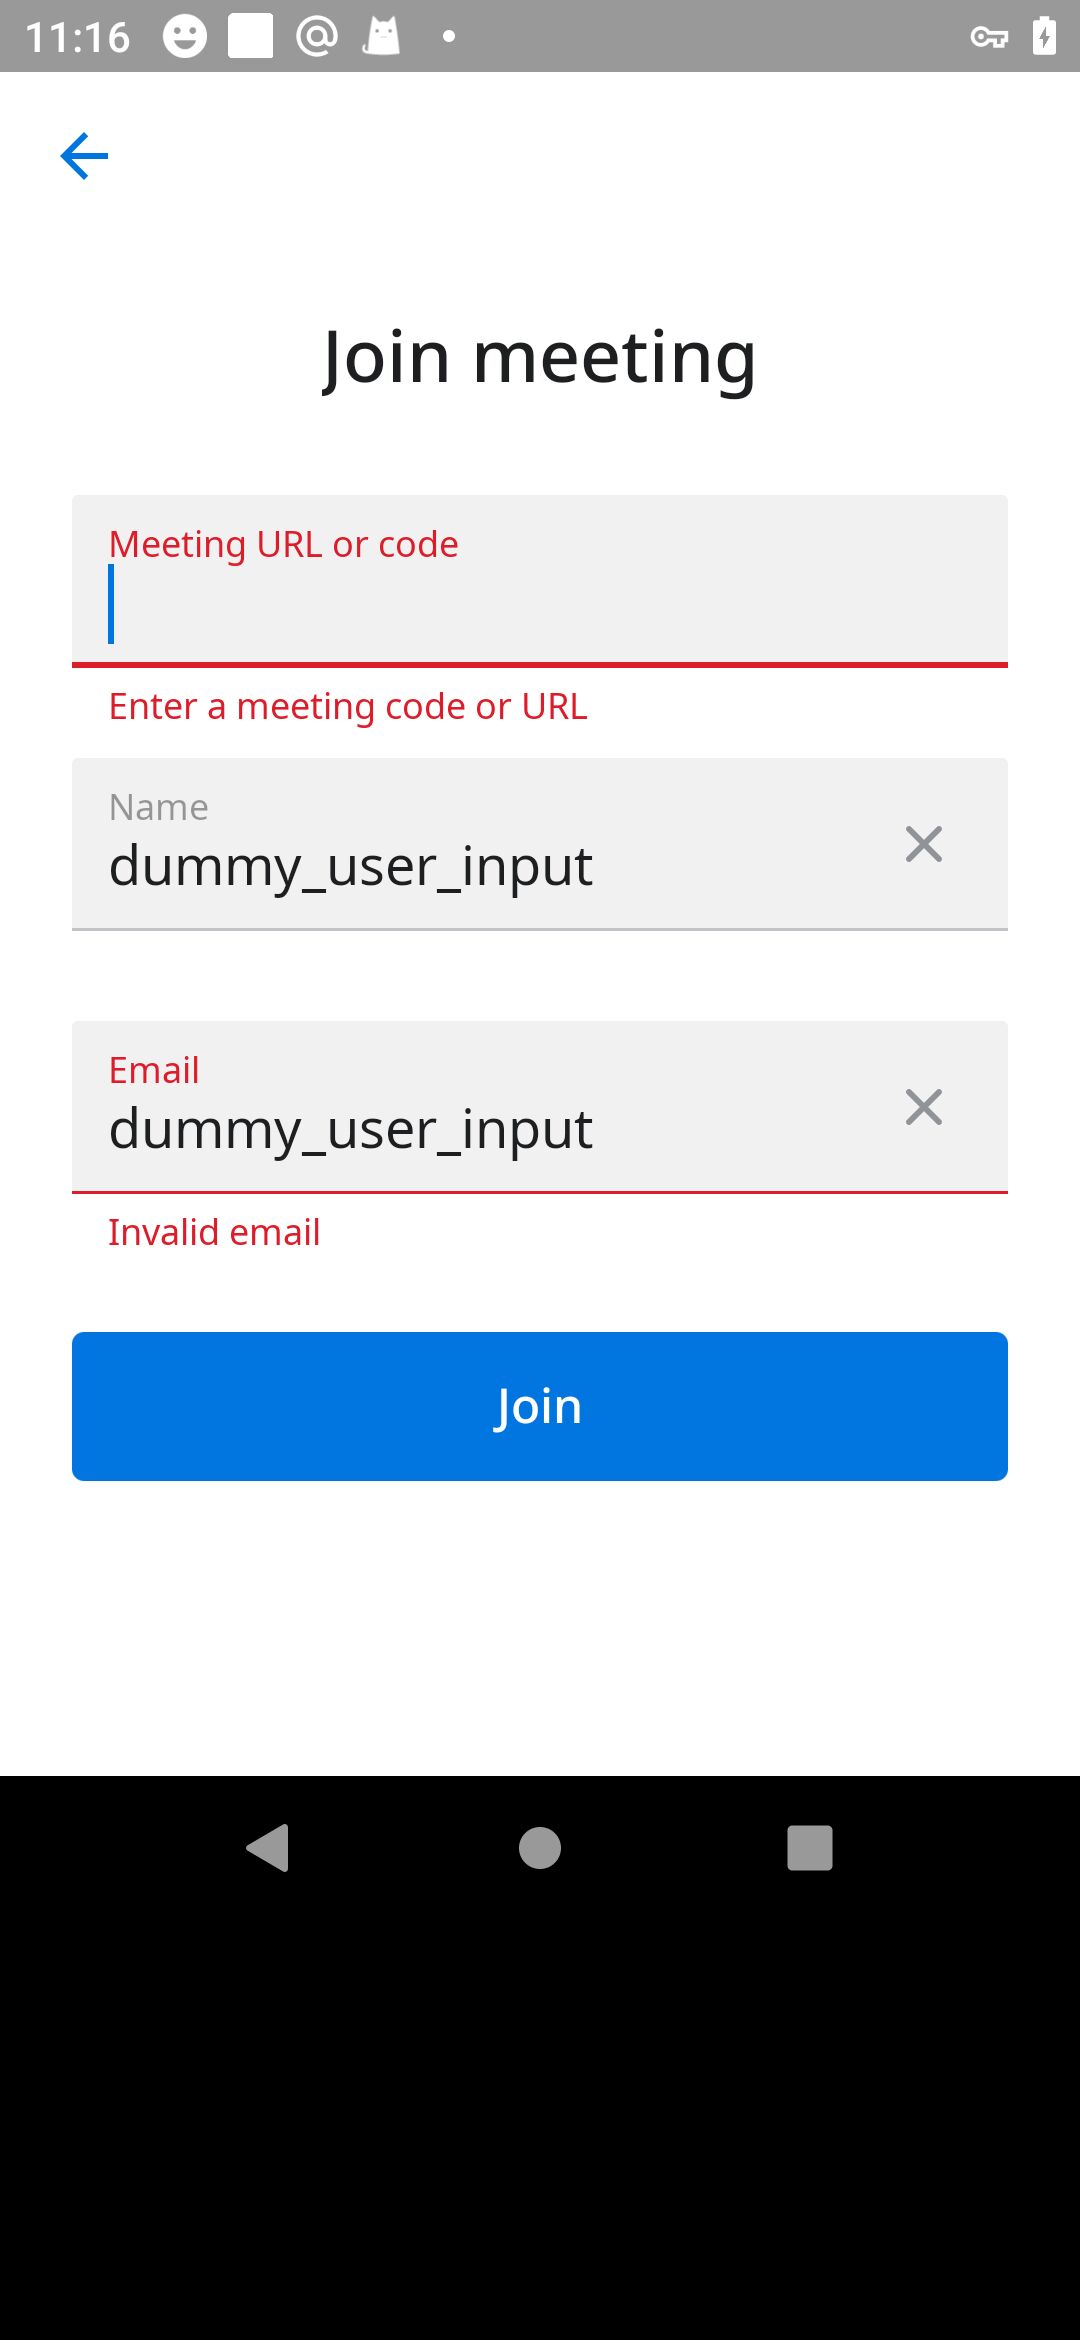 11:16
Join meeting
Meeting URL or code
Enter a meeting code or URL
Name
dummy_user_input
Email
dummy_user_input
Invalid email
Join